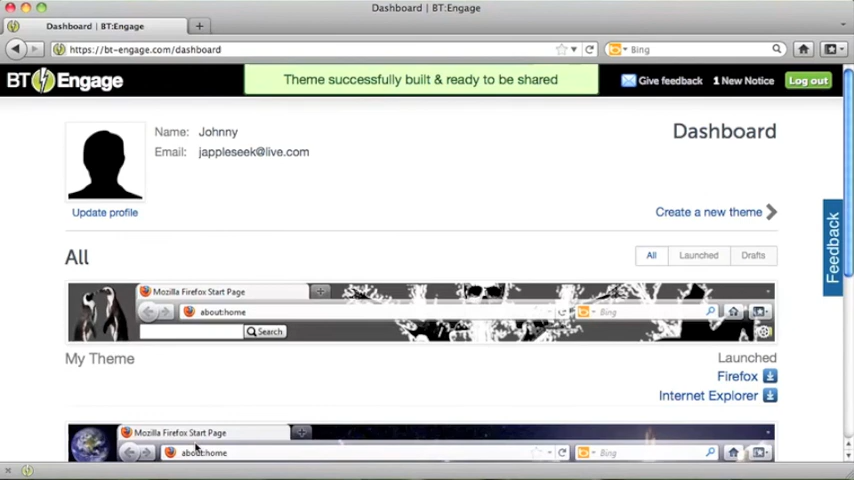 Dashboard | BT:Engage
Dashboard | BT:Engage
https://bt-engage.com/dashboard
Bing
BT Engage
Theme successfully built & ready to be shared
Give feedback
1 New Notice
Log out
Name: Johnny
Email: jappleseek@live.com
Dashboard
Update profile
Create a new theme
Feedback
All
All
Launched
Drafts
Mozilla Firefox Start Page
about:home
Bing
Search
My Theme
Launched
Firefox
Internet Explorer
Mozilla Firefox Start Page
about:home
Bing